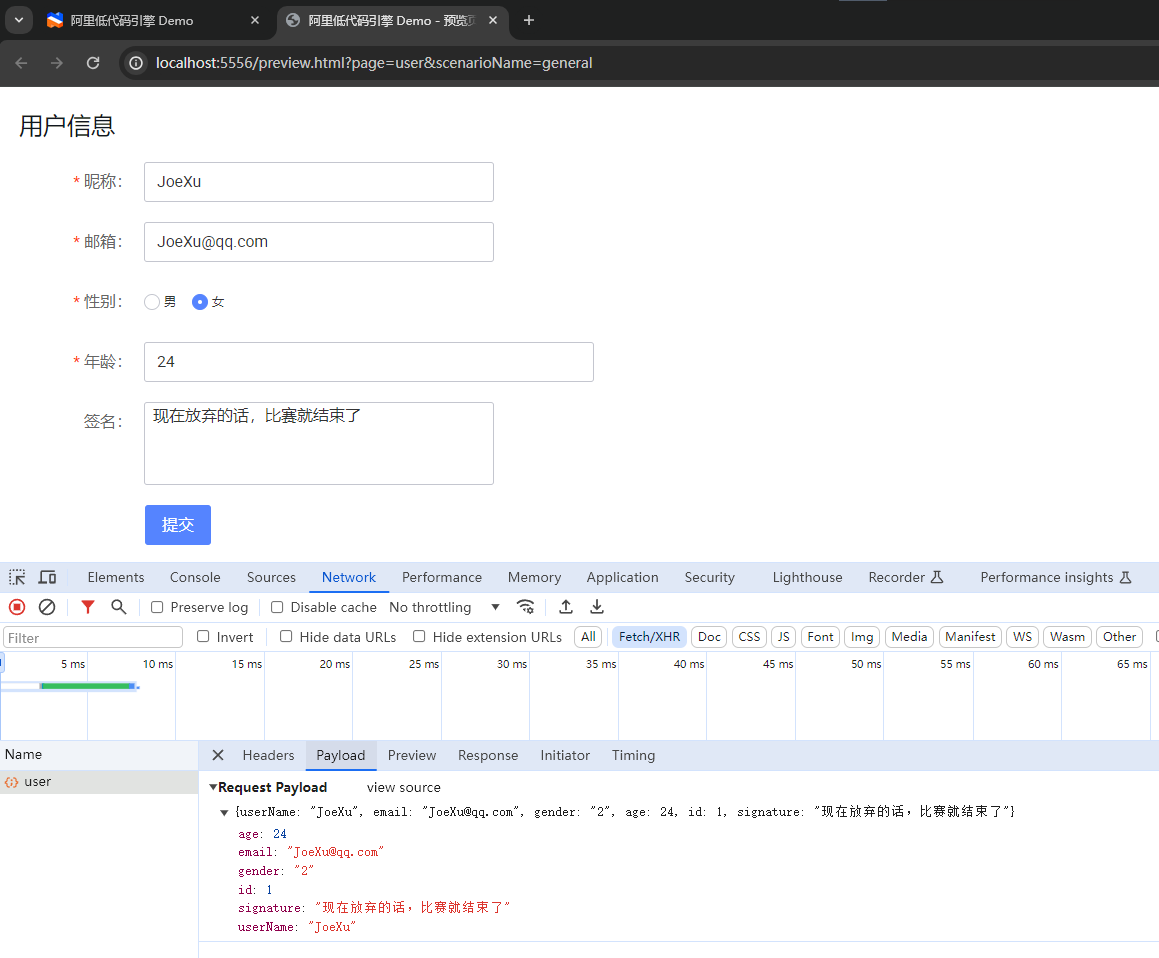 阿里低代码引擎 Demo
阿里低代码引擎 Demo - 预览页
localhost:5556/preview.html?page=user&scenarioName=general
用户信息
* 昵称: JoeXu
* 邮箱: JoeXu@qq.com
* 性别: 男 女
* 年龄: 24
签名: 现在放弃的话，比赛就结束了
提交
Elements Console Sources Network Performance Memory Application Security Lighthouse Recorder Performance insights
Preserve log Disable cache No throttling
Filter Invert Hide data URLs Hide extension URLs All Fetch/XHR Doc CSS JS Font Img Media Manifest WS Wasm Other
5 ms 10 ms 15 ms 20 ms 25 ms 30 ms 35 ms 40 ms 45 ms 50 ms 55 ms 60 ms 65 ms
Name Headers Payload Preview Response Initiator Timing
user
Request Payload view source
{userName: "JoeXu", email: "JoeXu@qq.com", gender: "2", age: 24, id: 1, signature: "现在放弃的话，比赛就结束了"}
age: 24
email: "JoeXu@qq.com"
gender: "2"
id: 1
signature: "现在放弃的话，比赛就结束了"
userName: "JoeXu"